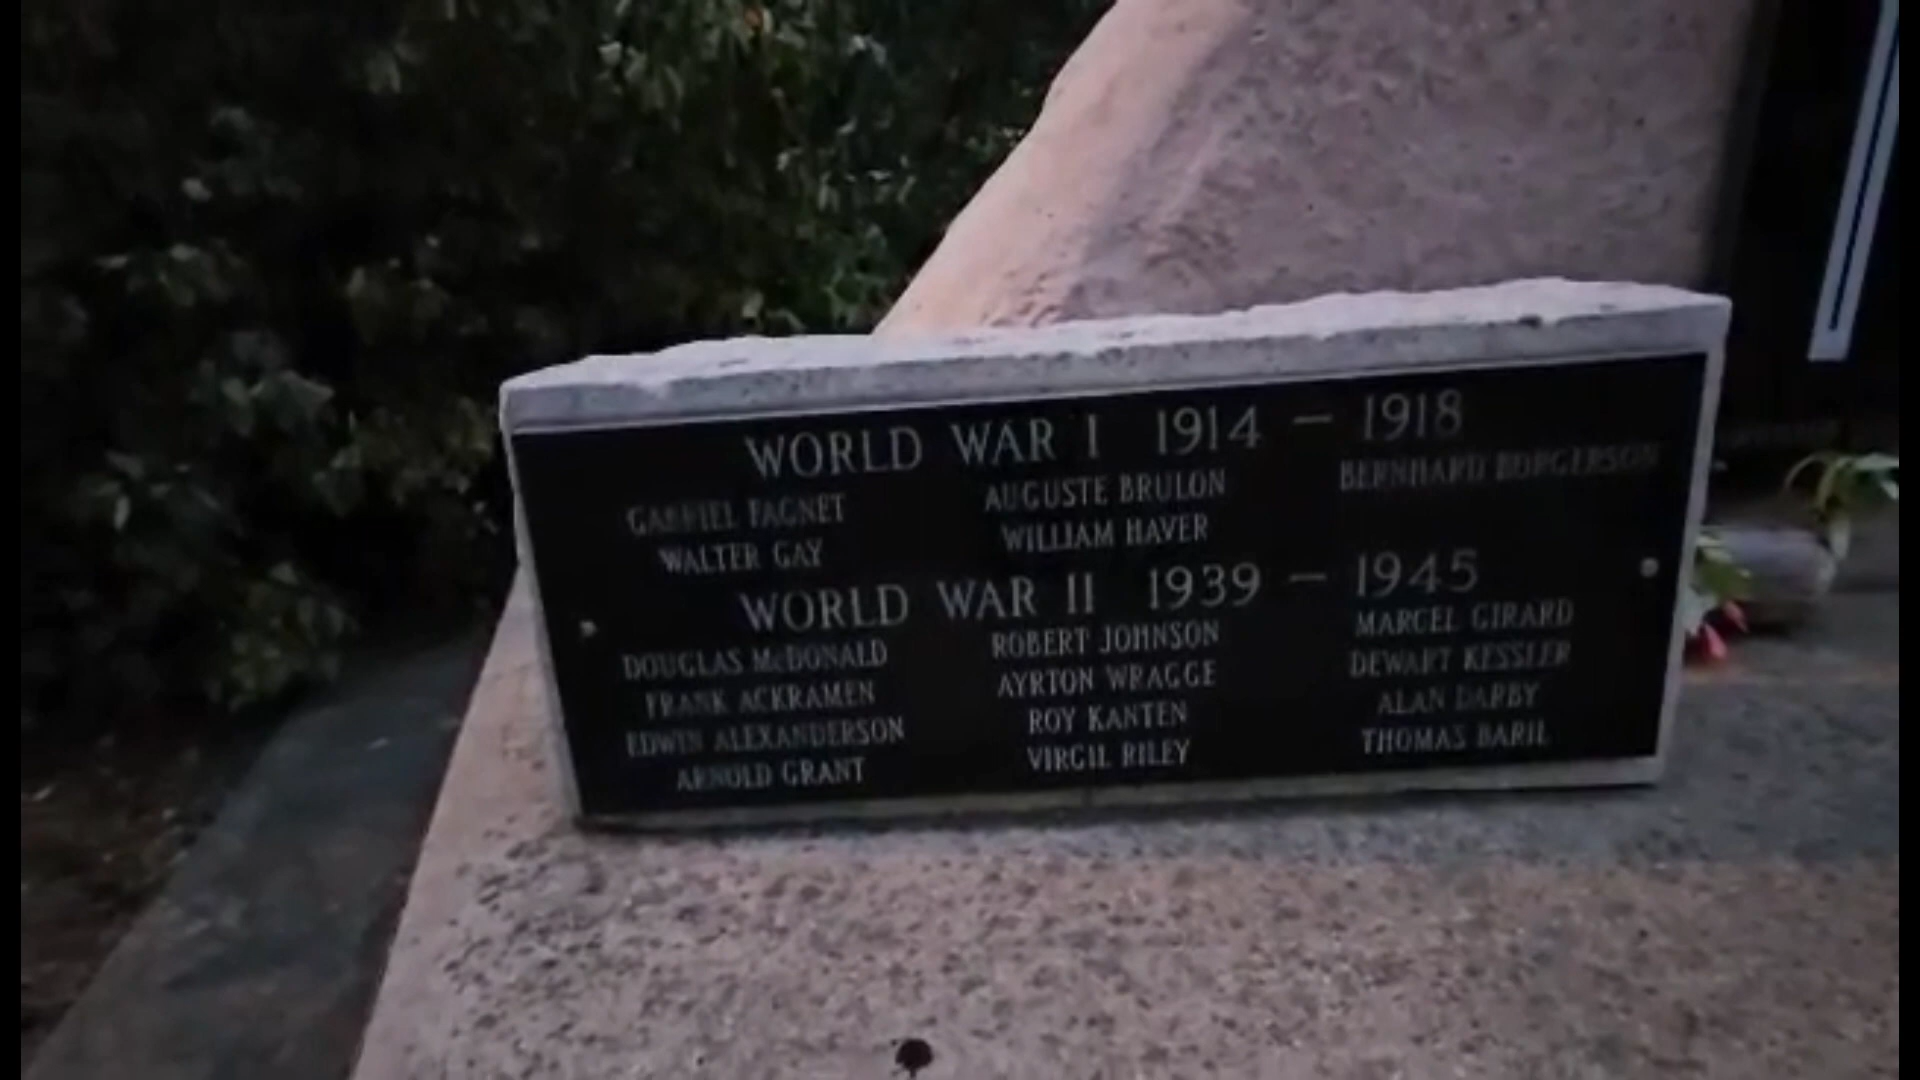 WORLD WAR I 1914 – 1918
GABRIEL FAGNET AUGUSTE BRULON BERNHARD BORGERSON
WALTER GAY WILLIAM HAVER
WORLD WAR II 1939 – 1945
DOUGLAS McDONALD ROBERT JOHNSON MARCEL GIRARD
FRANK ACKRAMEN AYRTON WRAGGE DEWART KESSLER
EDWIN ALEXANDERSON ROY KANTEN ALAN DARBY
ARNOLD GRANT VIRGIL RILEY THOMAS BARIL